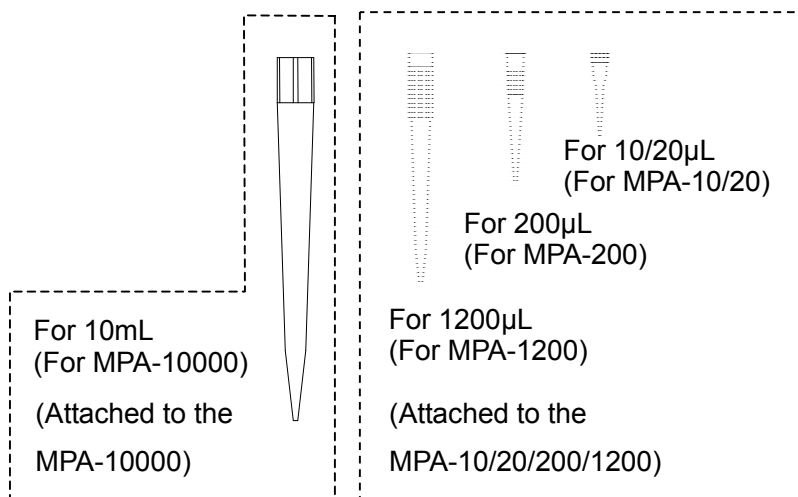 For 10mL
(For MPA-10000)
(Attached to the
MPA-10000)
For 10/20µL
(For MPA-10/20)
For 200µL
(For MPA-200)
For 1200µL
(For MPA-1200)
(Attached to the
MPA-10/20/200/1200)